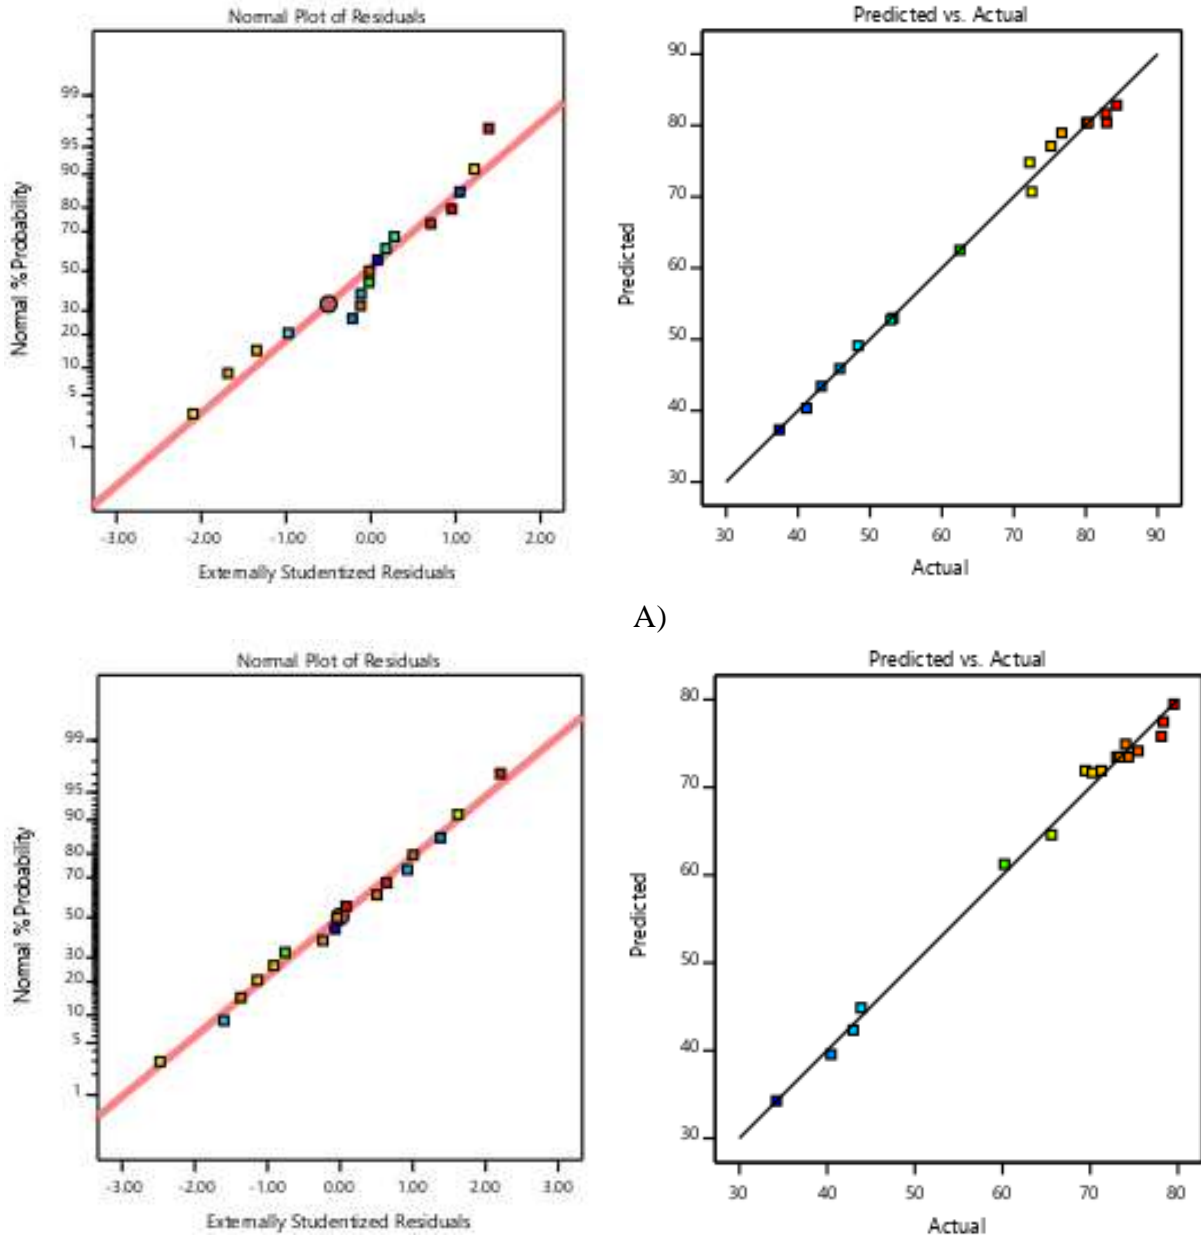 Normal Plot of Residuals
Normal % Probability
99
95
90
80
70
50
30
20
10
5
1
-3.00 -2.00 -1.00 0.00 1.00 2.00
Externally Studentized Residuals
Predicted vs. Actual
Predicted
90
80
70
60
50
40
30
30 40 50 60 70 80 90
Actual
A)
Normal Plot of Residuals
Normal % Probability
99
95
90
80
70
50
30
20
10
5
1
-3.00 -2.00 -1.00 0.00 1.00 2.00 3.00
Externally Studentized Residuals
Predicted vs. Actual
Predicted
80
70
60
50
40
30
30 40 50 60 70 80
Actual